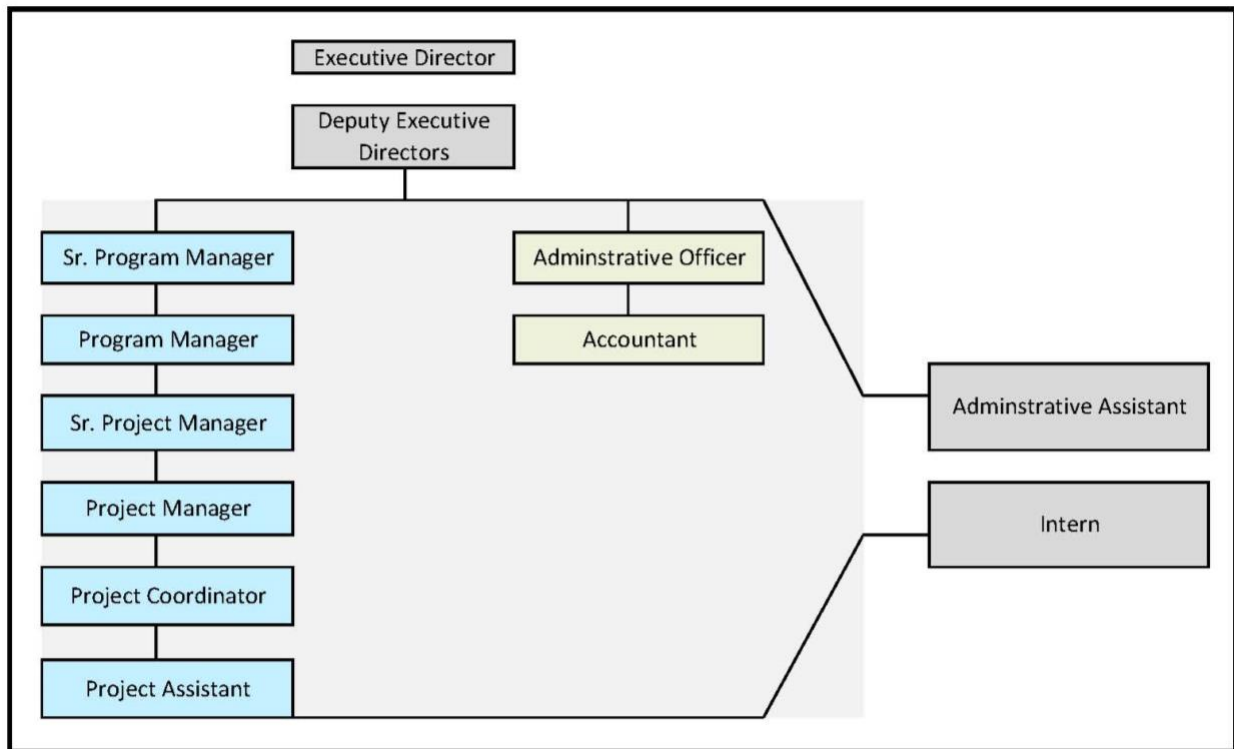 Executive Director
Deputy Executive
Directors
Sr. Program Manager
Program Manager
Sr. Project Manager
Project Manager
Project Coordinator
Project Assistant
Adminstrative Officer
Accountant
Adminstrative Assistant
Intern